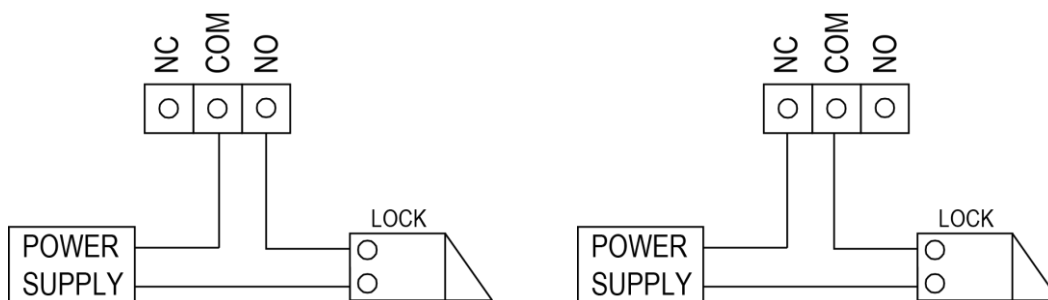 NC COM NO
LOCK
POWER
SUPPLY
NC COM NO
LOCK
POWER
SUPPLY